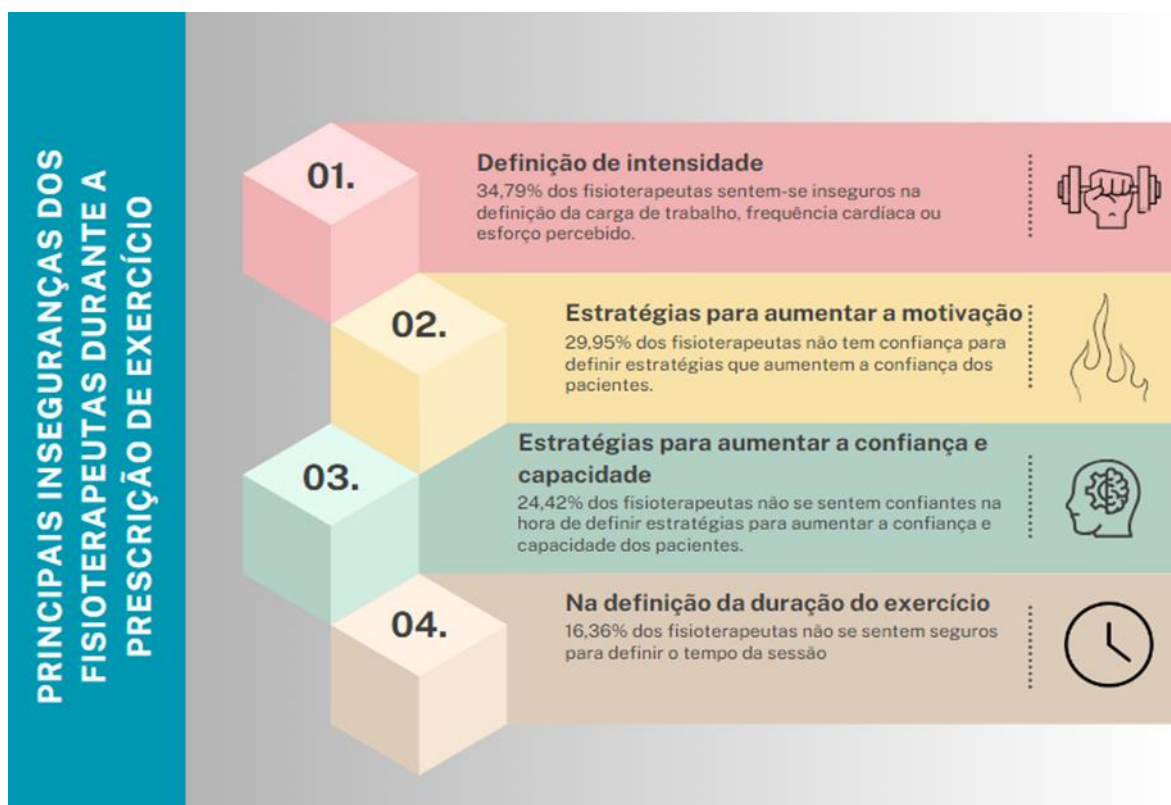 PRINCIPAIS INSEGURANÇAS DOS
FISIOTERAPEUTAS DURANTE A
PRESCRIÇÃO DE EXERCÍCIO
01.
Definição de intensidade
34,79% dos fisioterapeutas sentem-se inseguros na
definição da carga de trabalho, frequência cardíaca ou
esforço percebido.
02.
Estratégias para aumentar a motivação
29,95% dos fisioterapeutas não tem confiança para
definir estratégias que aumentem a confiança dos
pacientes.
03.
Estratégias para aumentar a confiança e
capacidade
24,42% dos fisioterapeutas não se sentem confiantes na
hora de definir estratégias para aumentar a confiança e
capacidade dos pacientes.
04.
Na definição da duração do exercício
16,36% dos fisioterapeutas não se sentem seguros
para definir o tempo da sessão